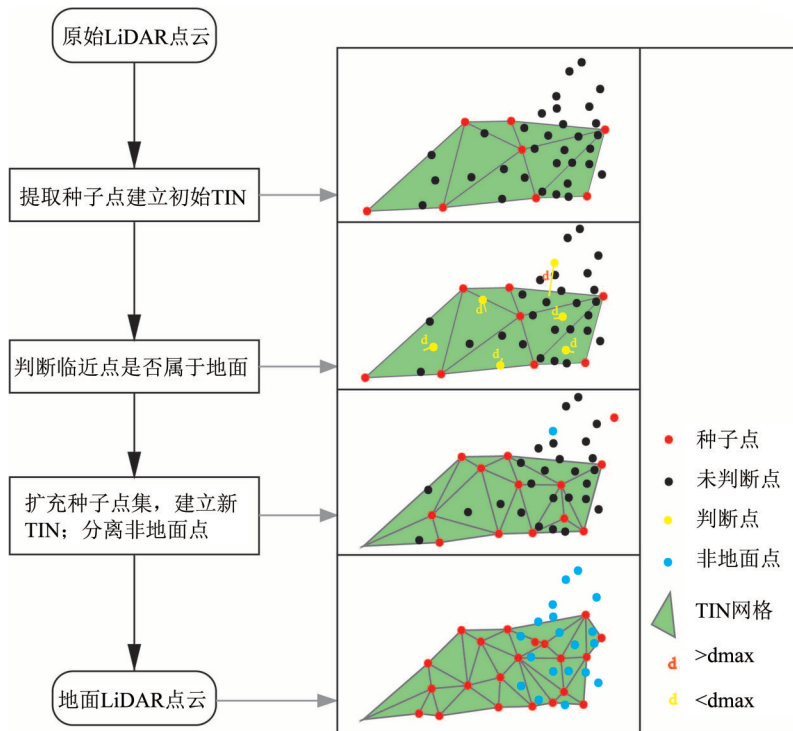 原始LiDAR点云
提取种子点建立初始TIN
判断临近点是否属于地面
扩充种子点集，建立新
TIN；分离非地面点
地面LiDAR点云
d
d
d
d
d
d
种子点
未判断点
判断点
非地面点
TIN网格
d >dmax
d <dmax